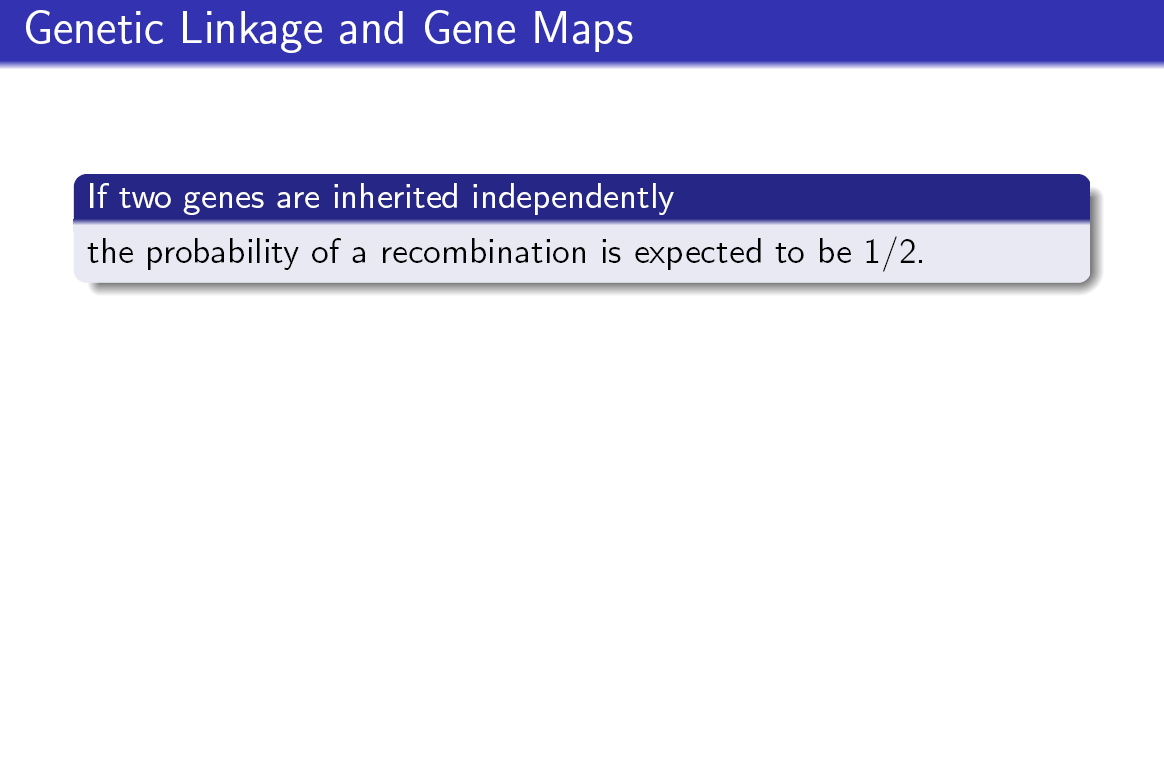 Genetic Linkage and Gene Maps
If two genes are inherited independently
the probability of a recombination is expected to be 1/2.